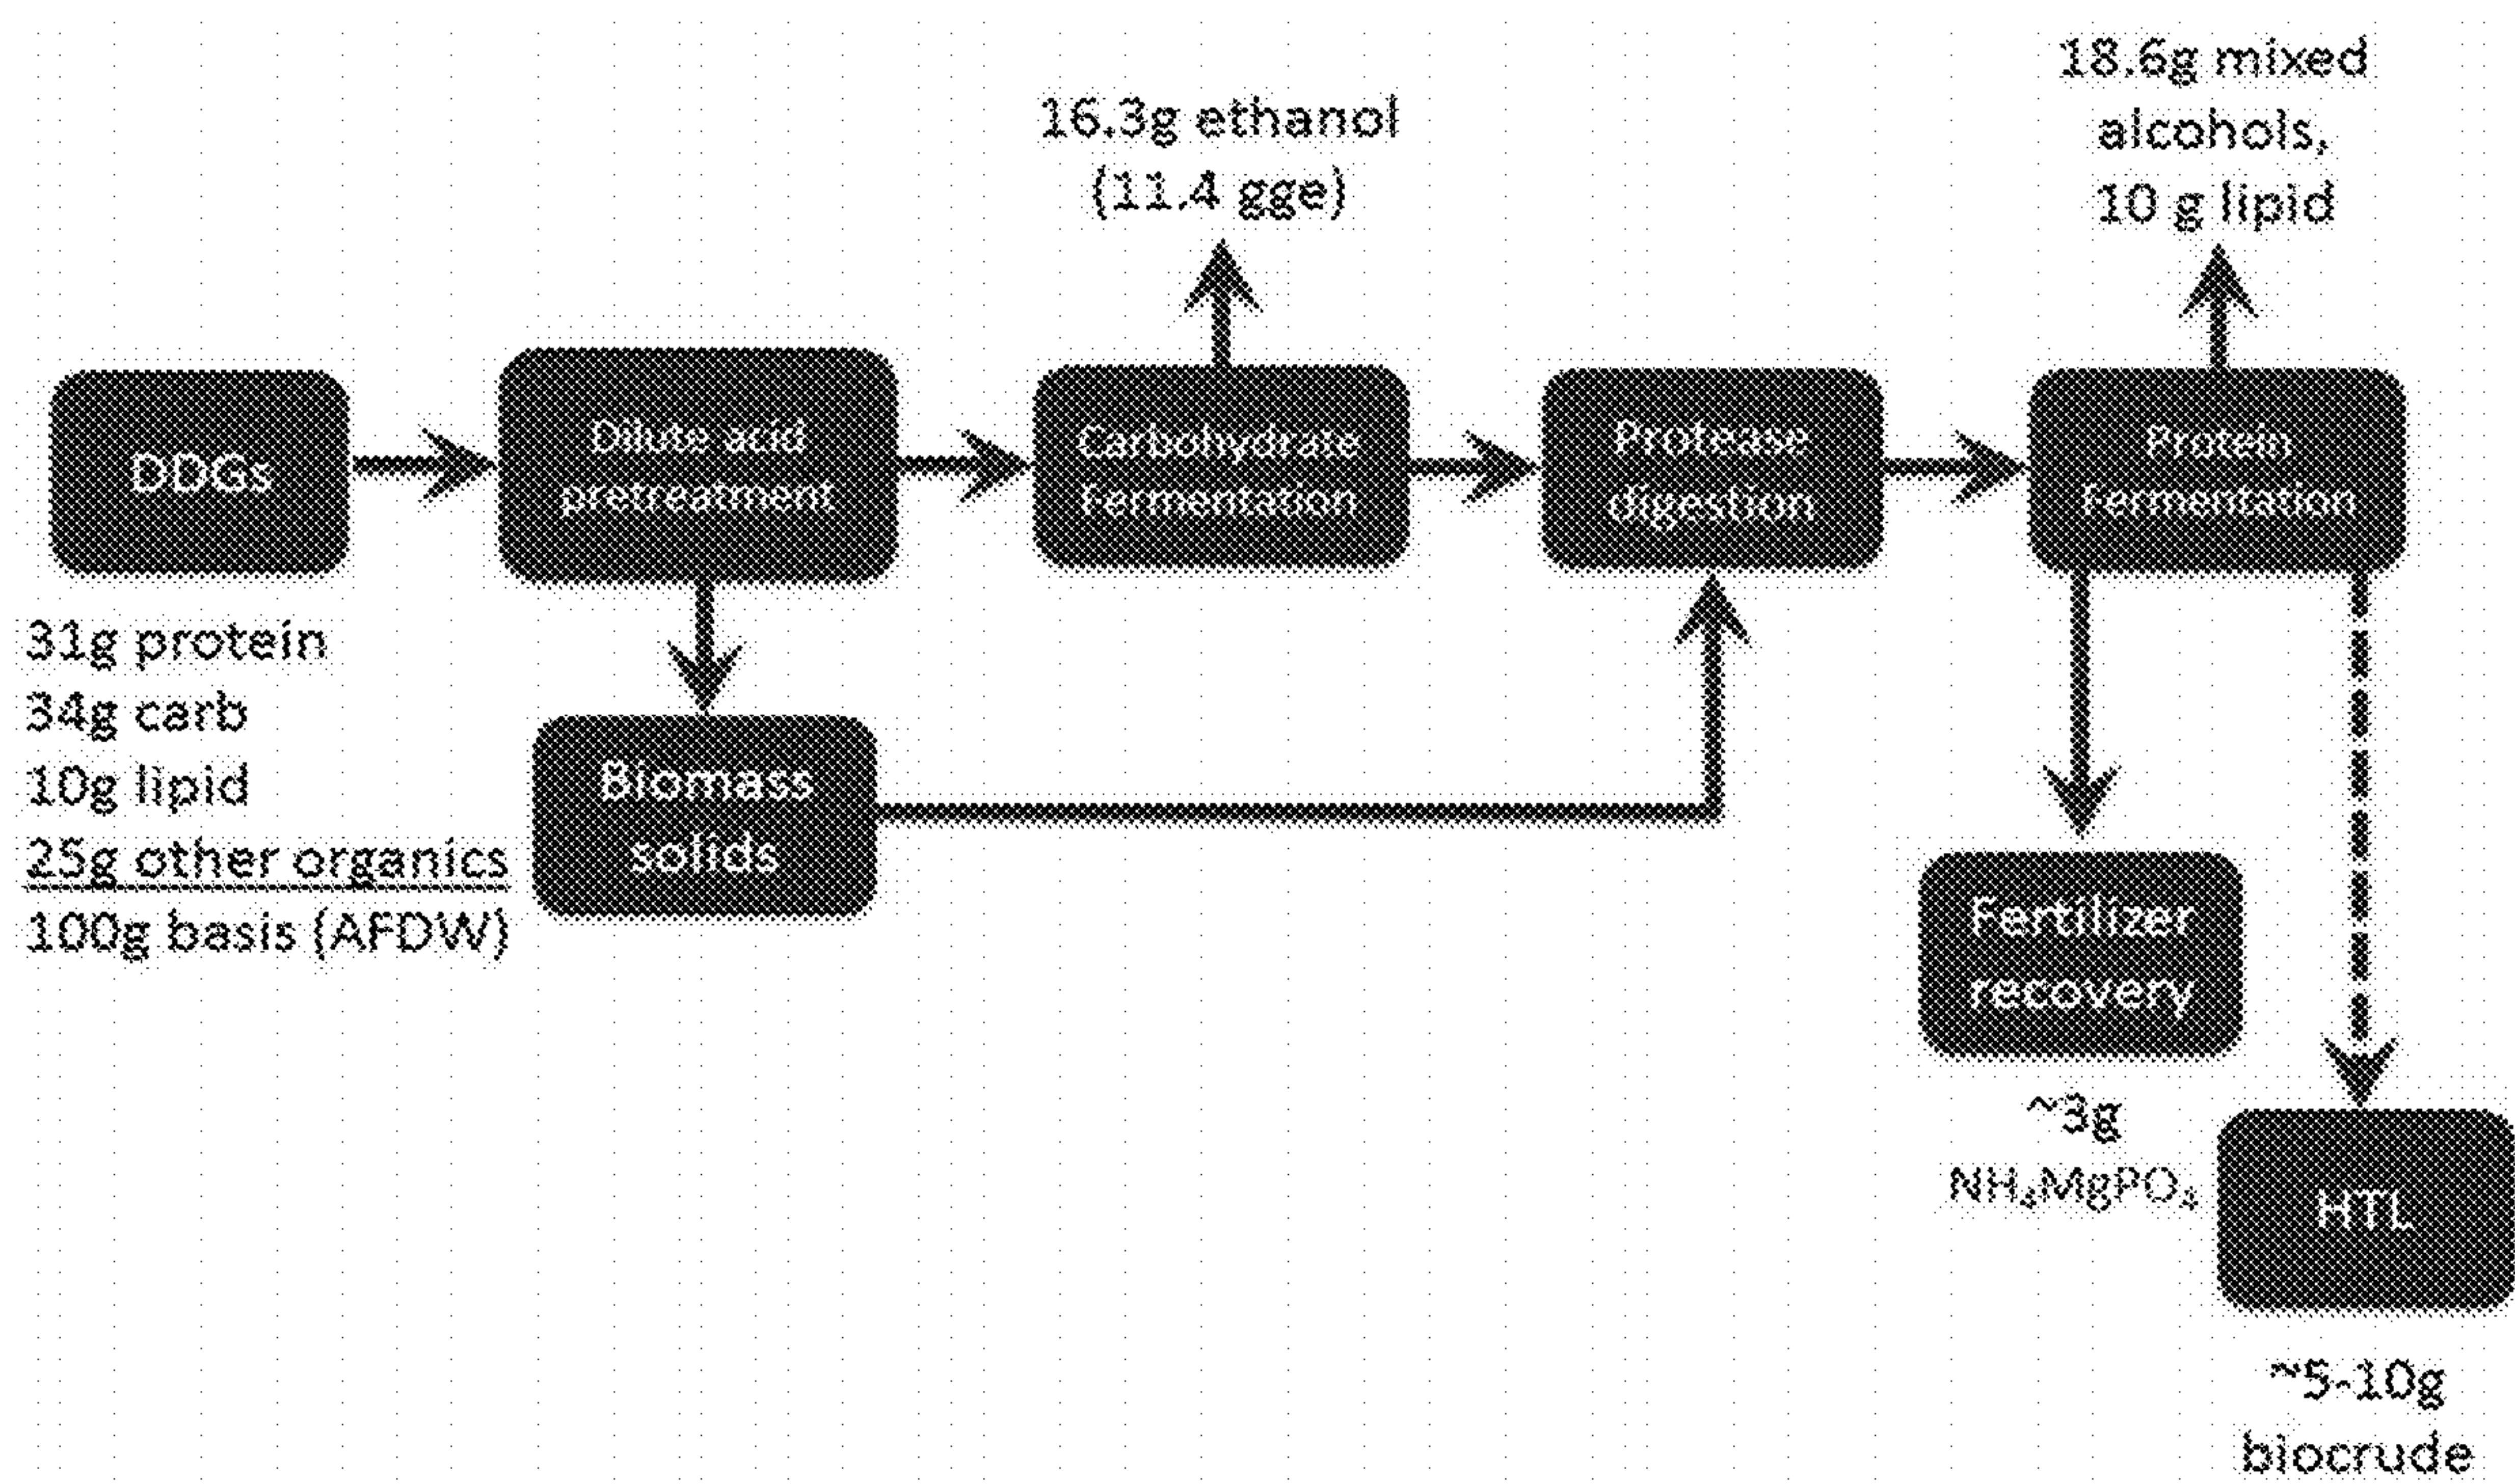 18.6g mixed
alcohols,
10 g lipid
16.3g ethanol
(11.4 gge)
DDGs
Dilute acid
pretreatment
Carbohydrate
Fermentation
Protease
digestion
Protein
Fermentation
31g protein
34g carb
10g lipid
25g other organics
100g basis (AFDW)
Biomass
solids
Fertilizer
recovery
~3g
NH₄MgPO₄
HTL
~5-10g
biocrude